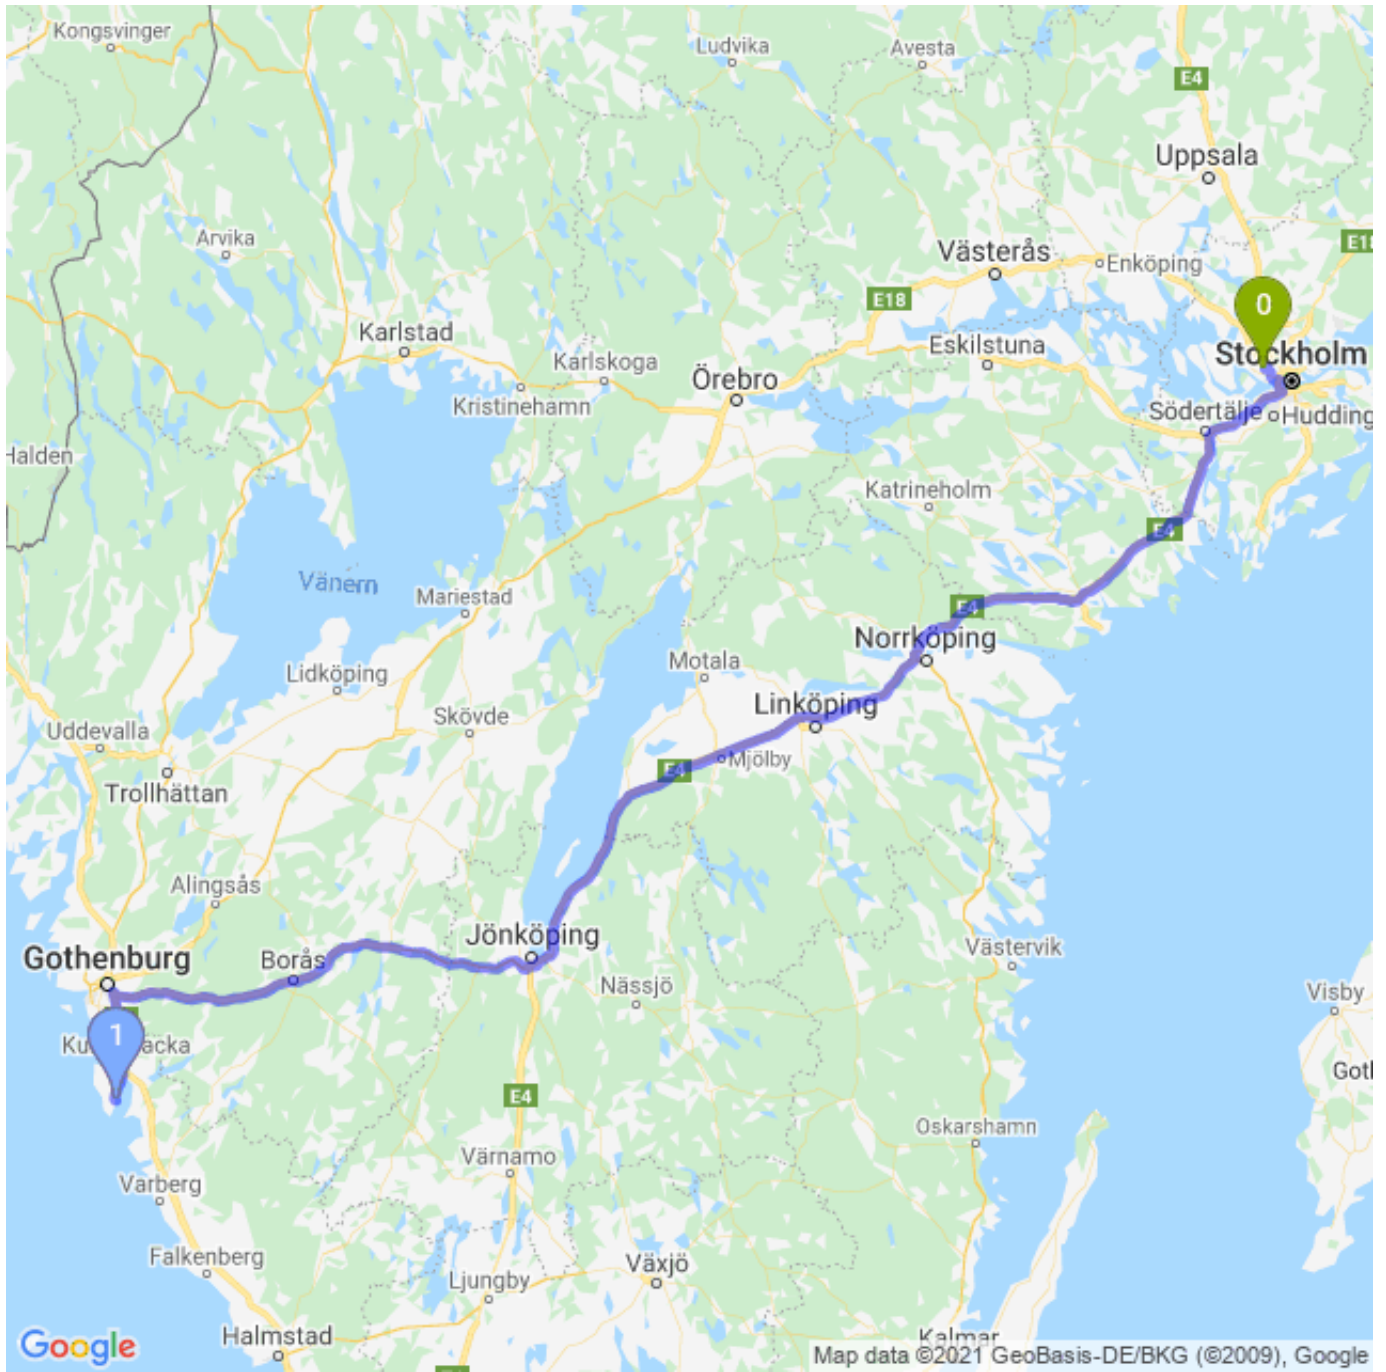 Kongsvinger
Ludvika
Avesta
E4
Uppsala
Arvika
E18
Västerås
Enköping
E18
0
Karlstad
Karlskoga
Eskilstuna
Stockholm
Örebro
Kristinehamn
Södertälje
Hudding
Halden
Katrineholm
E4
Vänern
Mariestad
E4
Norrköping
Motala
Lidköping
Linköping
Skövde
Uddevalla
Mjölby
E4
Trollhättan
Alingsås
Jönköping
Västervik
Gothenburg
Borås
Nässjö
Visby
1
Goth
E4
Oskarshamn
Värnamo
Varberg
Falkenberg
Växjö
Ljungby
Halmstad
Kalmar
Google
Map data ©2021 GeoBasis-DE/BKG (©2009), Google